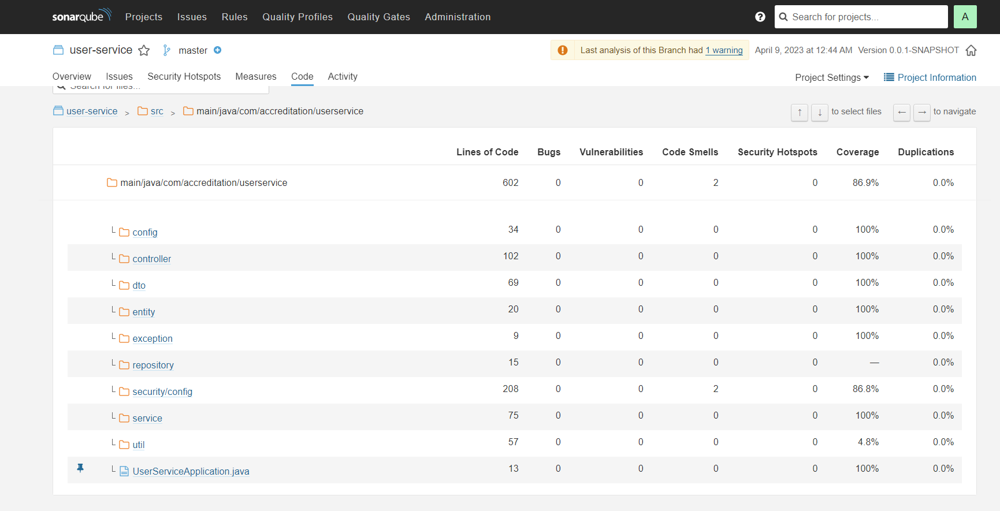 sonarqube Projects Issues Rules Quality Profiles Quality Gates Administration ? Search for projects... A
user-service master Last analysis of this Branch had 1 warning April 9, 2023 at 12:44 AM Version 0.0.1-SNAPSHOT
Overview Issues Security Hotspots Measures Code Activity Project Settings Project Information
Search for files...
user-service > src > main/java/com/accreditation/userservice ↑ ↓ to select files ← → to navigate
Lines of Code Bugs Vulnerabilities Code Smells Security Hotspots Coverage Duplications
main/java/com/accreditation/userservice 602 0 0 2 0 86.9% 0.0%
config 34 0 0 0 0 100% 0.0%
controller 102 0 0 0 0 100% 0.0%
dto 69 0 0 0 0 100% 0.0%
entity 20 0 0 0 0 100% 0.0%
exception 9 0 0 0 0 100% 0.0%
repository 15 0 0 0 0 — 0.0%
security/config 208 0 0 2 0 86.8% 0.0%
service 75 0 0 0 0 100% 0.0%
util 57 0 0 0 0 4.8% 0.0%
UserServiceApplication.java 13 0 0 0 0 100% 0.0%